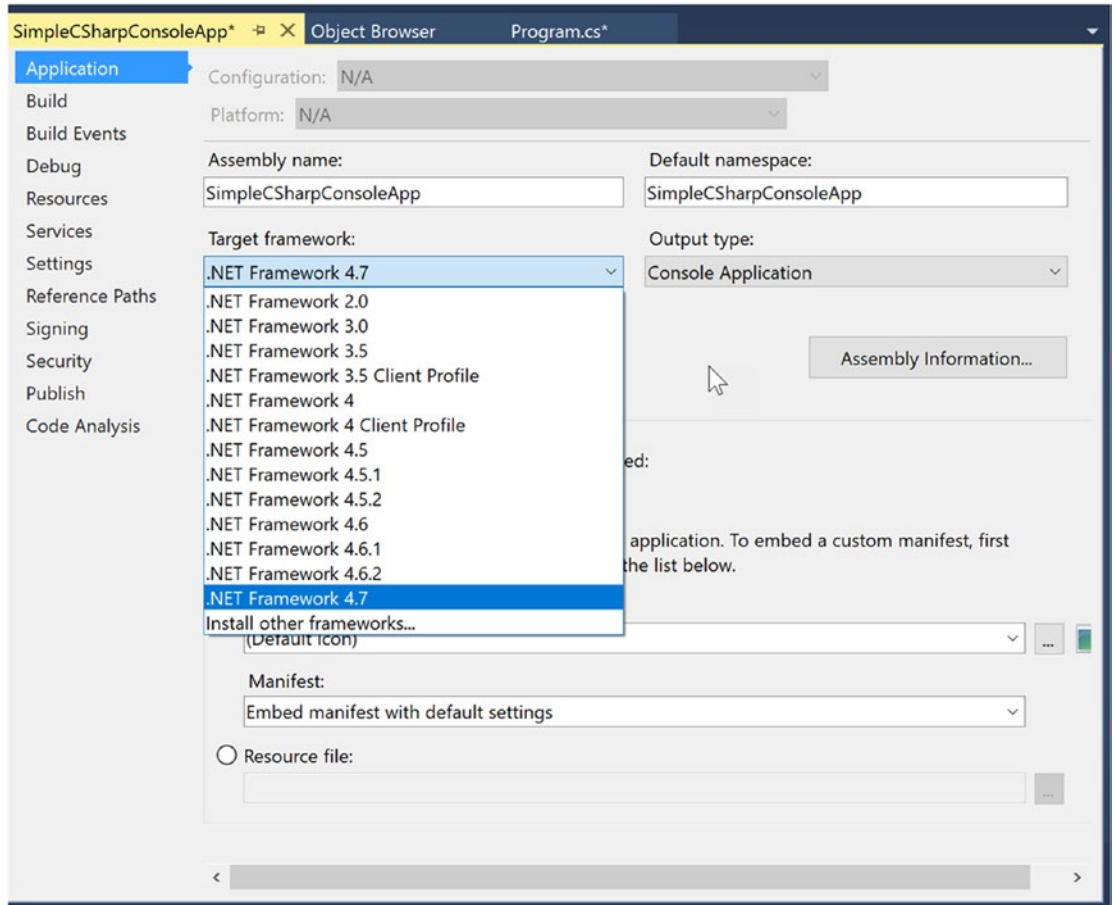 SimpleCSharpConsoleApp* Object Browser Program.cs*
Application
Build
Build Events
Debug
Resources
Services
Settings
Reference Paths
Signing
Security
Publish
Code Analysis
Configuration: N/A
Platform: N/A
Assembly name:
SimpleCSharpConsoleApp
Default namespace:
SimpleCSharpConsoleApp
Target framework:
.NET Framework 4.7
Output type:
Console Application
.NET Framework 2.0
.NET Framework 3.0
.NET Framework 3.5
.NET Framework 3.5 Client Profile
.NET Framework 4
.NET Framework 4 Client Profile
.NET Framework 4.5
.NET Framework 4.5.1
.NET Framework 4.5.2
.NET Framework 4.6
.NET Framework 4.6.1
.NET Framework 4.6.2
.NET Framework 4.7
Install other frameworks...
Assembly Information...
ed:
application. To embed a custom manifest, first
the list below.
(Default Icon)
...
Manifest:
Embed manifest with default settings
Resource file:
...